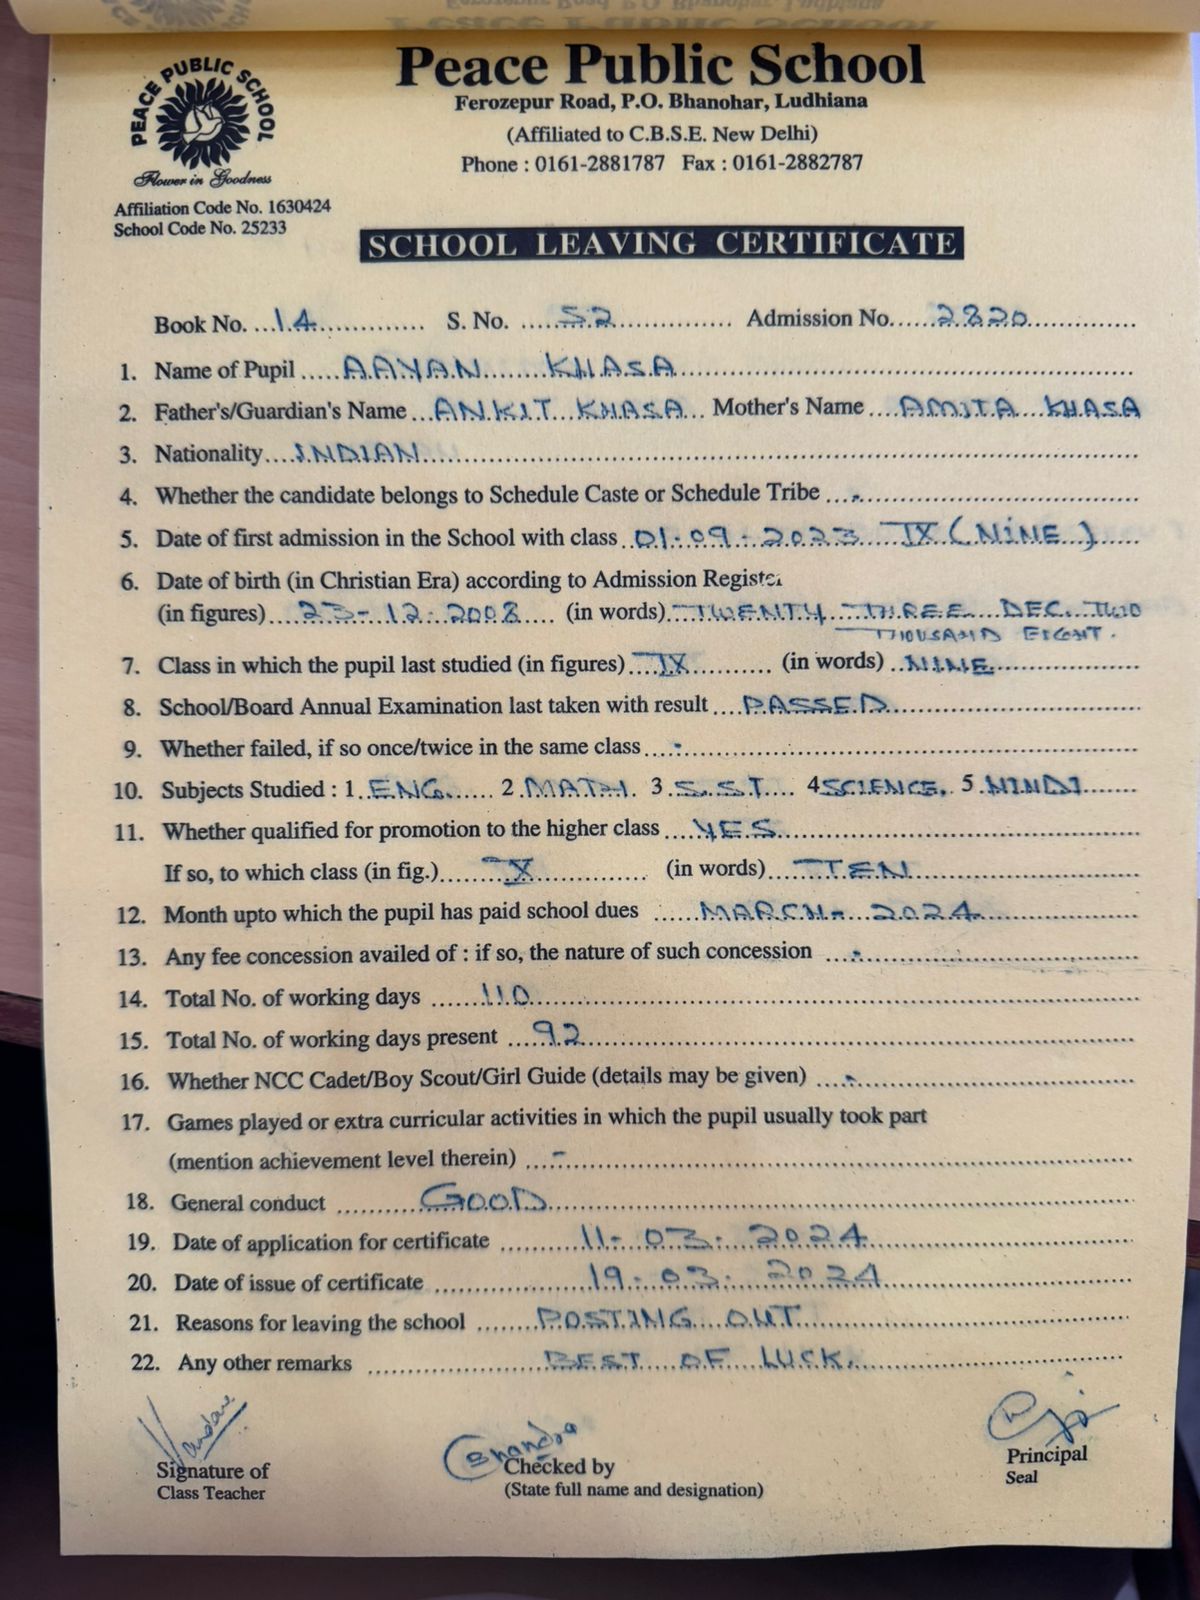 Peace Public School
Ferozepur Road, P.O. Bhanohar, Ludhiana
(Affiliated to C.B.S.E. New Delhi)
Phone : 0161-2881787 Fax : 0161-2882787
PEACE PUBLIC SCHOOL
Flower in Goodness
Affiliation Code No. 1630424
School Code No. 25233
SCHOOL LEAVING CERTIFICATE
Book No. 14 S. No. 52 Admission No. 2820
1. Name of Pupil AAYAN KHASA
2. Father's/Guardian's Name ANKIT KHASA Mother's Name AMITA KHASA
3. Nationality INDIAN
4. Whether the candidate belongs to Schedule Caste or Schedule Tribe -
5. Date of first admission in the School with class 01-09-2023 IX (NINE)
6. Date of birth (in Christian Era) according to Admission Register
(in figures) 23-12-2008 (in words) TWENTY THREE DEC. TWO
THOUSAND EIGHT.
7. Class in which the pupil last studied (in figures) IX (in words) NINE
8. School/Board Annual Examination last taken with result PASSED
9. Whether failed, if so once/twice in the same class -
10. Subjects Studied : 1. ENG. 2 MATH. 3 S.S.T 4 SCIENCE. 5 HINDI
11. Whether qualified for promotion to the higher class YES
If so, to which class (in fig.) X (in words) TEN
12. Month upto which the pupil has paid school dues MARCH- 2024
13. Any fee concession availed of : if so, the nature of such concession -
14. Total No. of working days 110
15. Total No. of working days present 92
16. Whether NCC Cadet/Boy Scout/Girl Guide (details may be given) -
17. Games played or extra curricular activities in which the pupil usually took part
(mention achievement level therein) -
18. General conduct GOOD
19. Date of application for certificate 11-03-2024
20. Date of issue of certificate 19-03-2024
21. Reasons for leaving the school POSTING OUT
22. Any other remarks BEST OF LUCK.
Signature of
Class Teacher
Checked by
(State full name and designation)
Principal
Seal